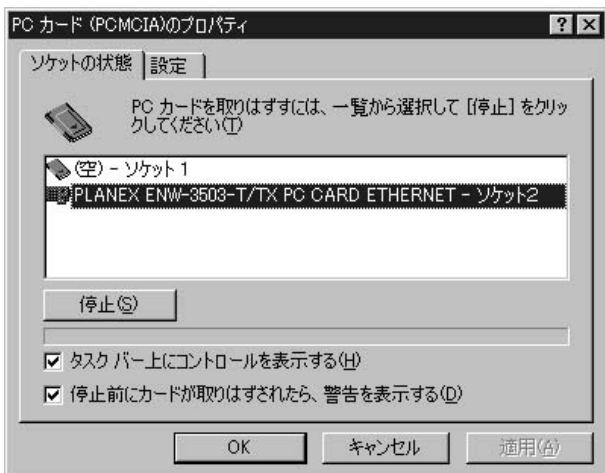 PC カード (PCMCIA)のプロパティ
ソケットの状態
設定
PC カードを取りはずすには、一覧から選択して [停止] をクリッ
クしてください(T)
(空) - ソケット 1
PLANEX ENW-3503-T/TX PC CARD ETHERNET - ソケット2
停止(S)
タスク バー上にコントロールを表示する(H)
停止前にカードが取りはずされたら、警告を表示する(D)
OK
キャンセル
適用(A)